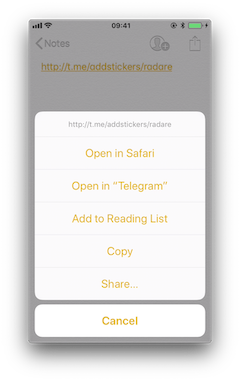 09:41
Notes
http://t.me/addstickers/radare
http://t.me/addstickers/radare
Open in Safari
Open in “Telegram”
Add to Reading List
Copy
Share...
Cancel